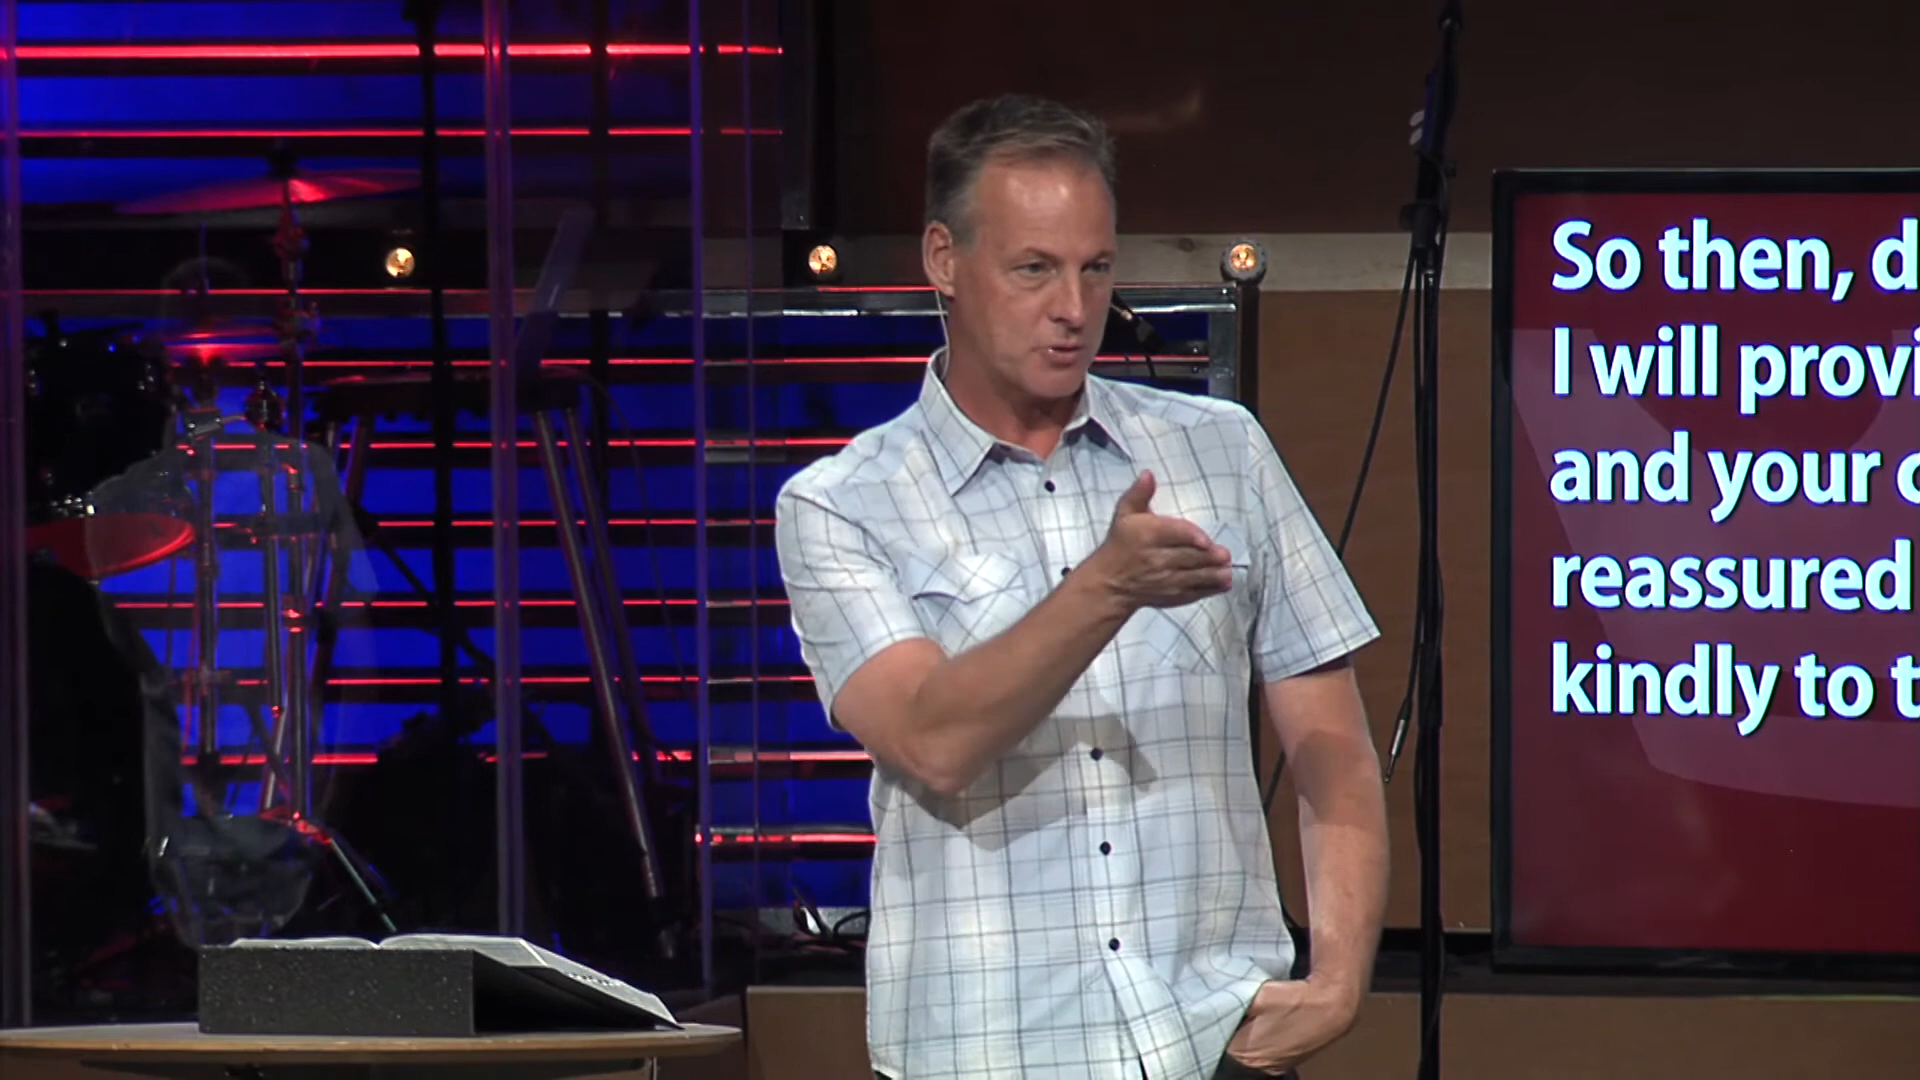 So then, d
I will provi
and your c
reassured
kindly to t